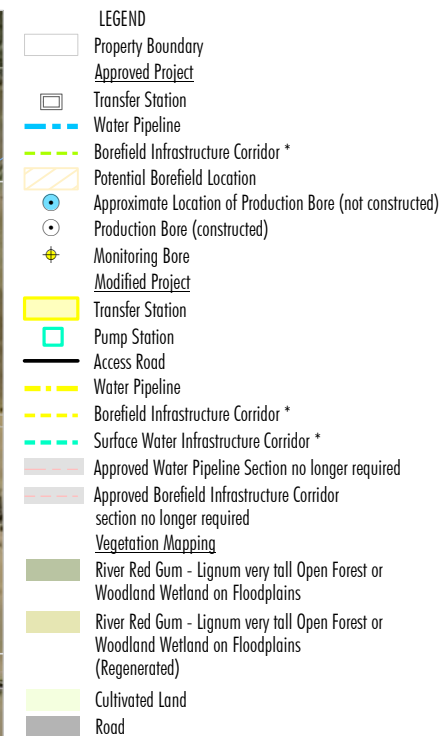 LEGEND
Property Boundary
Approved Project
Transfer Station
Water Pipeline
Borefield Infrastructure Corridor *
Potential Borefield Location
Approximate Location of Production Bore (not constructed)
Production Bore (constructed)
Monitoring Bore
Modified Project
Transfer Station
Pump Station
Access Road
Water Pipeline
Borefield Infrastructure Corridor *
Surface Water Infrastructure Corridor *
Approved Water Pipeline Section no longer required
Approved Borefield Infrastructure Corridor
section no longer required
Vegetation Mapping
River Red Gum - Lignum very tall Open Forest or
Woodland Wetland on Floodplains
River Red Gum - Lignum very tall Open Forest or
Woodland Wetland on Floodplains
(Regenerated)
Cultivated Land
Road